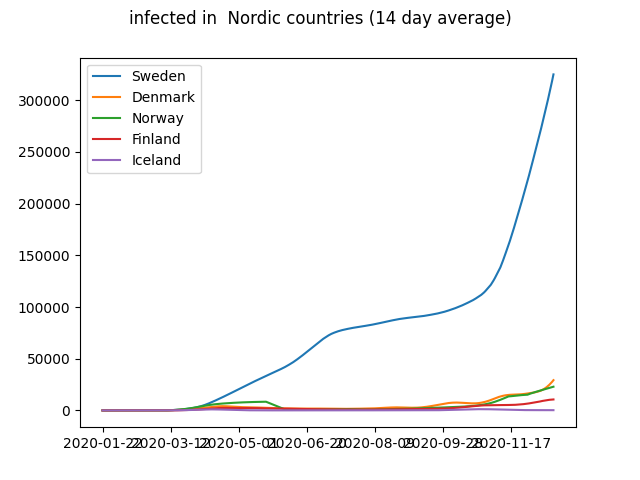 infected in  Nordic countries (14 day average)
Sweden
Denmark
Norway
Finland
Iceland
300000
250000
200000
150000
100000
50000
0
2020-01-22 2020-03-12 2020-05-01 2020-06-20 2020-08-09 2020-09-28 2020-11-17